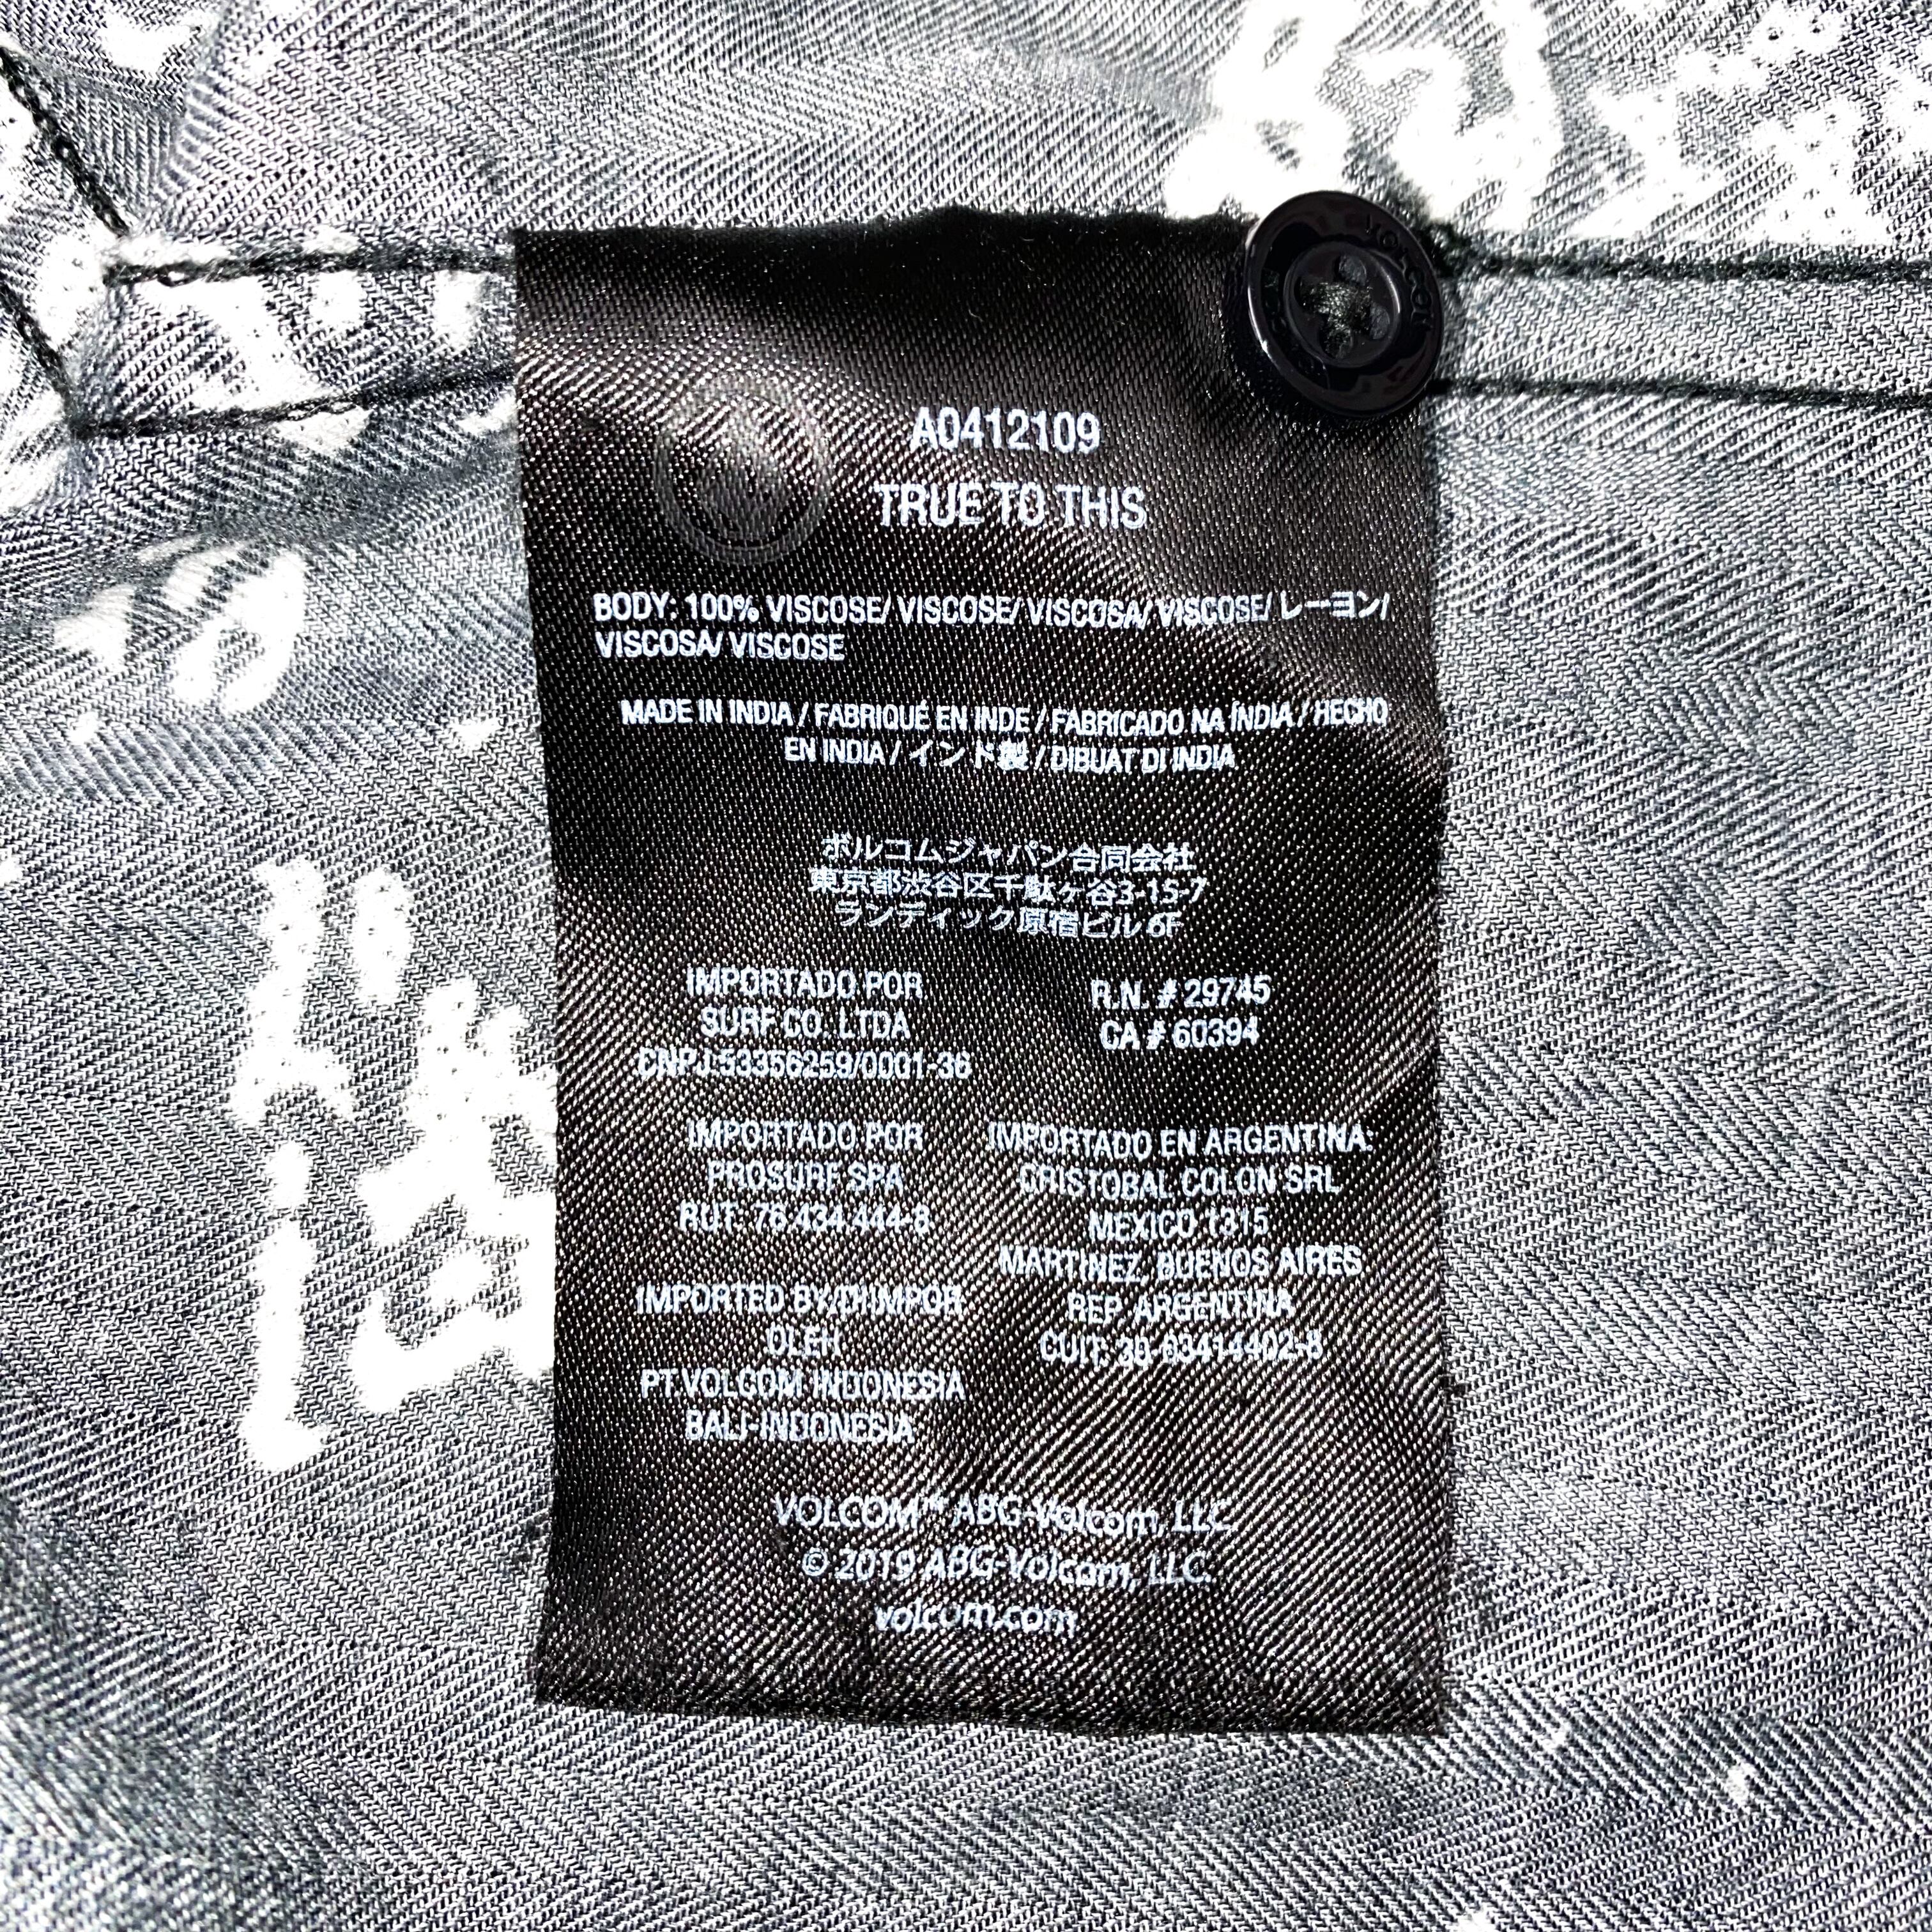 VOLCOM
A0412109
TRUE TO THIS
BODY: 100% VISCOSE/ VISCOSE/ VISCOSA/ VISCOSE/ レーヨン/
VISCOSA/ VISCOSE
MADE IN INDIA / FABRIQUÉ EN INDE / FABRICADO NA ÍNDIA / HECHO
EN INDIA / インド製 / DIBUAT DI INDIA
ボルコムジャパン合同会社
東京都渋谷区千駄ヶ谷3-15-7
ランディック原宿ビル 6F
IMPORTADO POR
SURF CO. LTDA
CNPJ.53356259/0001-36
R.N. # 29745
CA # 60394
IMPORTADO POR
PROSURF SPA
RUT: 76.434.444-8
IMPORTED BY/DIIMPOR
OLEH
PT VOLCOM INDONESIA
BALI-INDONESIA
IMPORTADO EN ARGENTINA:
CRISTOBAL COLON SRL
MEXICO 1315
MARTINEZ, BUENOS AIRES
REP. ARGENTINA
CUIT:
VOLCOM™ ABG-Volcom, LLC
© 2019 ABG-Volcom, LLC.
volcom.com